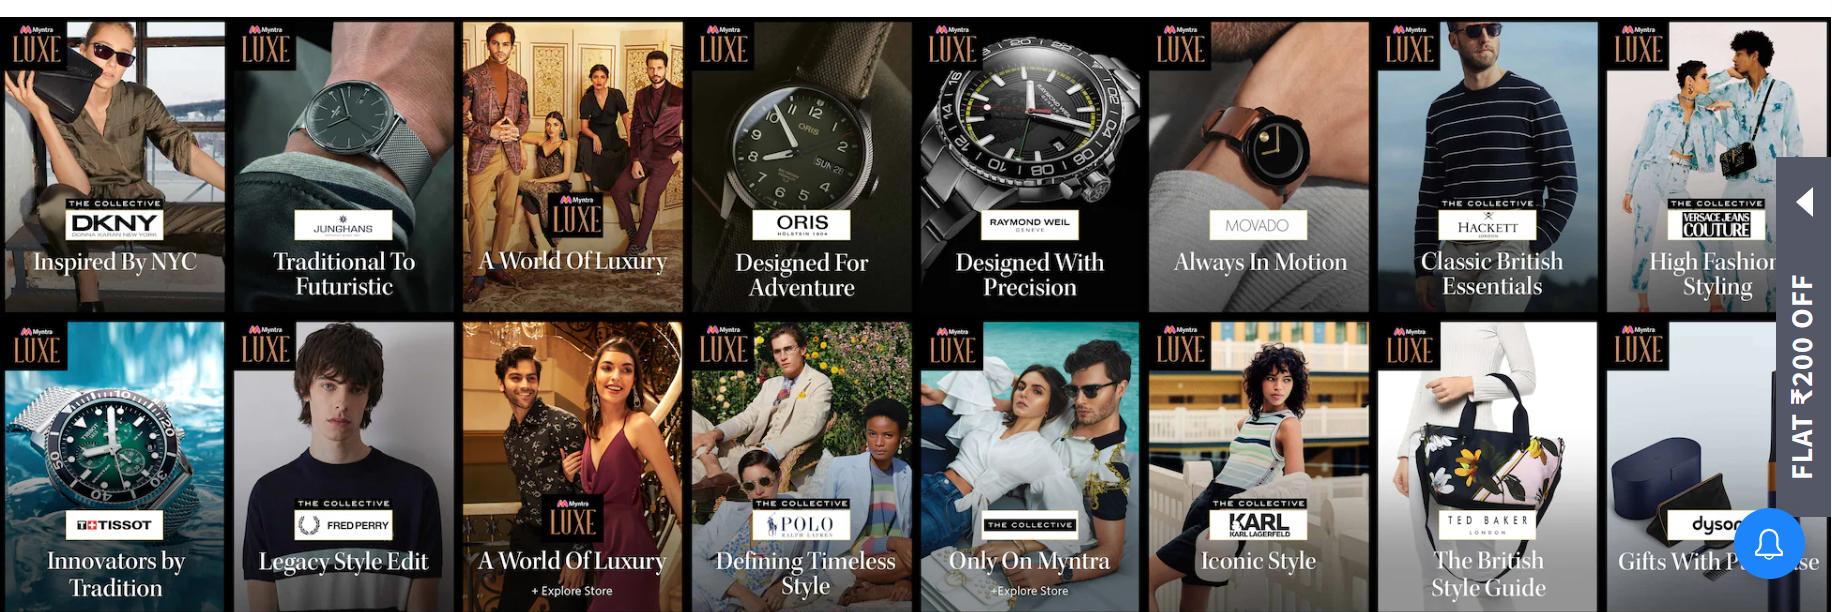 Myntra
LUXE
THE COLLECTIVE
DKNY
DONNA KARAN NEW YORK
Inspired By NYC
Myntra
LUXE
JUNGHANS
Traditional To
Futuristic
Myntra
LUXE
A World Of Luxury
Myntra
LUXE
ORIS
SUN 28
ORIS
HÖLSTEIN 1904
Designed For
Adventure
Myntra
LUXE
RAYMOND WEIL
GENEVE
Designed With
Precision
Myntra
LUXE
MOVADO
Always In Motion
Myntra
LUXE
THE COLLECTIVE
HACKETT
LONDON
Classic British
Essentials
Myntra
LUXE
THE COLLECTIVE
VERSACE JEANS
COUTURE
High Fashion
Styling
Myntra
LUXE
TISSOT
Innovators by
Tradition
Myntra
LUXE
THE COLLECTIVE
FRED PERRY
Legacy Style Edit
Myntra
LUXE
A World Of Luxury
+ Explore Store
Myntra
LUXE
THE COLLECTIVE
POLO
RALPH LAUREN
Defining Timeless
Style
Myntra
LUXE
THE COLLECTIVE
Only On Myntra
+Explore Store
Myntra
LUXE
THE COLLECTIVE
KARL
KARL LAGERFELD
Iconic Style
Myntra
LUXE
TED BAKER
LONDON
The British
Style Guide
Myntra
LUXE
dyson
Gifts With
FLAT ₹200 OFF